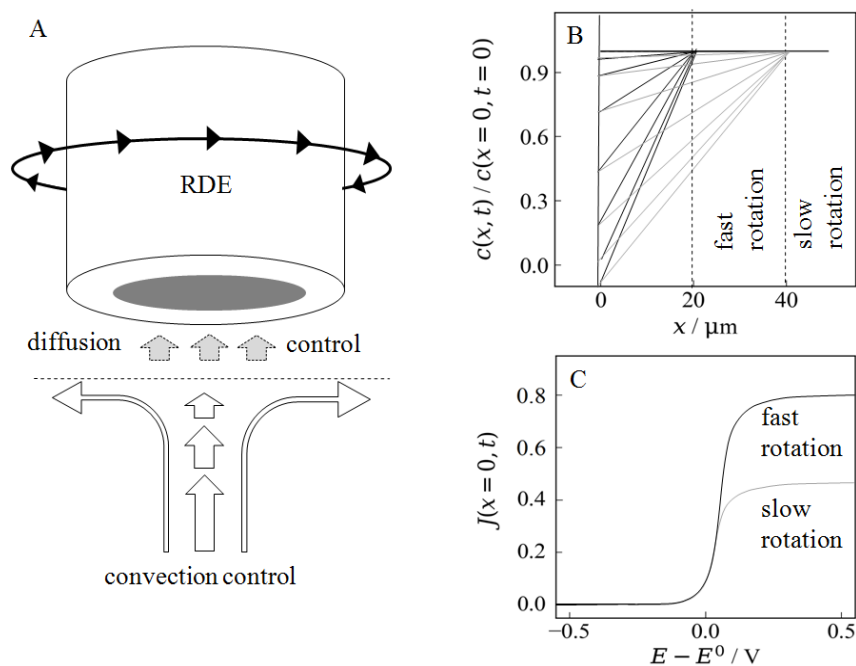 A
RDE
diffusion
control
convection control
B
c(x,t) / c(x=0,t=0)
0.9
0.6
0.3
0.0
fast
rotation
slow
rotation
0
20
40
x / μm
C
J(x=0,t)
0.8
0.6
0.4
0.2
0.0
fast
rotation
slow
rotation
−0.5
0.0
0.5
E − E⁰ / V